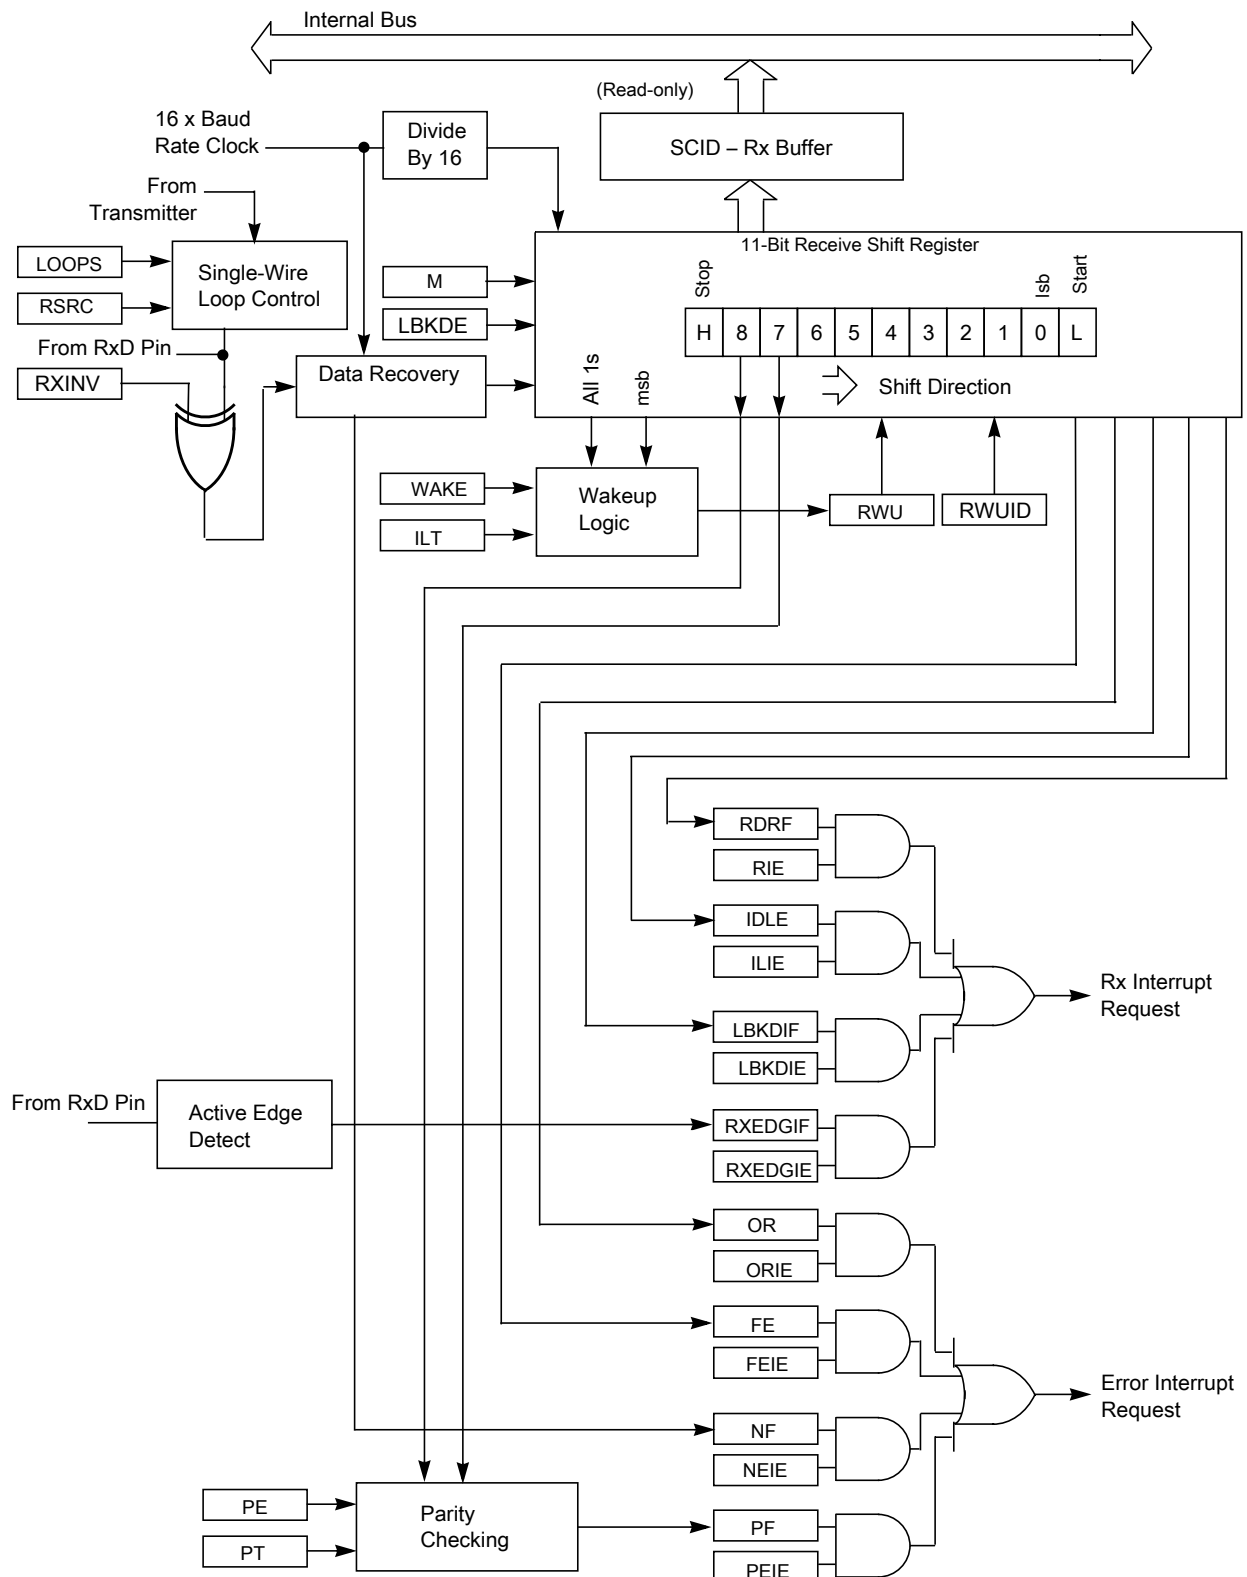 Internal Bus
(Read-only)
16 x Baud
Rate Clock
Divide
By 16
SCID – Rx Buffer
From
Transmitter
11-Bit Receive Shift Register
LOOPS
RSRC
Single-Wire
Loop Control
M
LBKDE
Stop
lsb
Start
H 8 7 6 5 4 3 2 1 0 L
From RxD Pin
RXINV
Data Recovery
All 1s
msb
Shift Direction
WAKE
ILT
Wakeup
Logic
RWU
RWUID
RDRF
RIE
IDLE
ILIE
Rx Interrupt
Request
LBKDIF
LBKDIE
From RxD Pin
Active Edge
Detect
RXEDGIF
RXEDGIE
OR
ORIE
FE
FEIE
Error Interrupt
Request
NF
NEIE
PE
PT
Parity
Checking
PF
PEIE